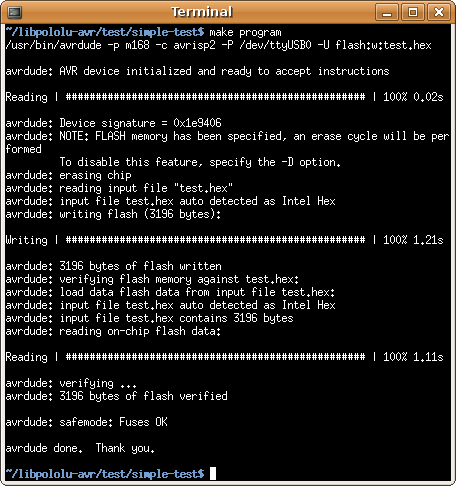 Terminal
~/libpololu-avr/test/simple-test$ make program
/usr/bin/avrdude -p m168 -c avrisp2 -P /dev/ttyUSB0 -U flash:w:test.hex
avrdude: AVR device initialized and ready to accept instructions
Reading | ################################################## | 100% 0.02s
avrdude: Device signature = 0x1e9406
avrdude: NOTE: FLASH memory has been specified, an erase cycle will be per
formed
To disable this feature, specify the -D option.
avrdude: erasing chip
avrdude: reading input file "test.hex"
avrdude: input file test.hex auto detected as Intel Hex
avrdude: writing flash (3196 bytes):
Writing | ################################################## | 100% 1.21s
avrdude: 3196 bytes of flash written
avrdude: verifying flash memory against test.hex:
avrdude: load data flash data from input file test.hex:
avrdude: input file test.hex auto detected as Intel Hex
avrdude: input file test.hex contains 3196 bytes
avrdude: reading on-chip flash data:
Reading | ################################################## | 100% 1.11s
avrdude: verifying ...
avrdude: 3196 bytes of flash verified
avrdude: safemode: Fuses OK
avrdude done.  Thank you.
~/libpololu-avr/test/simple-test$